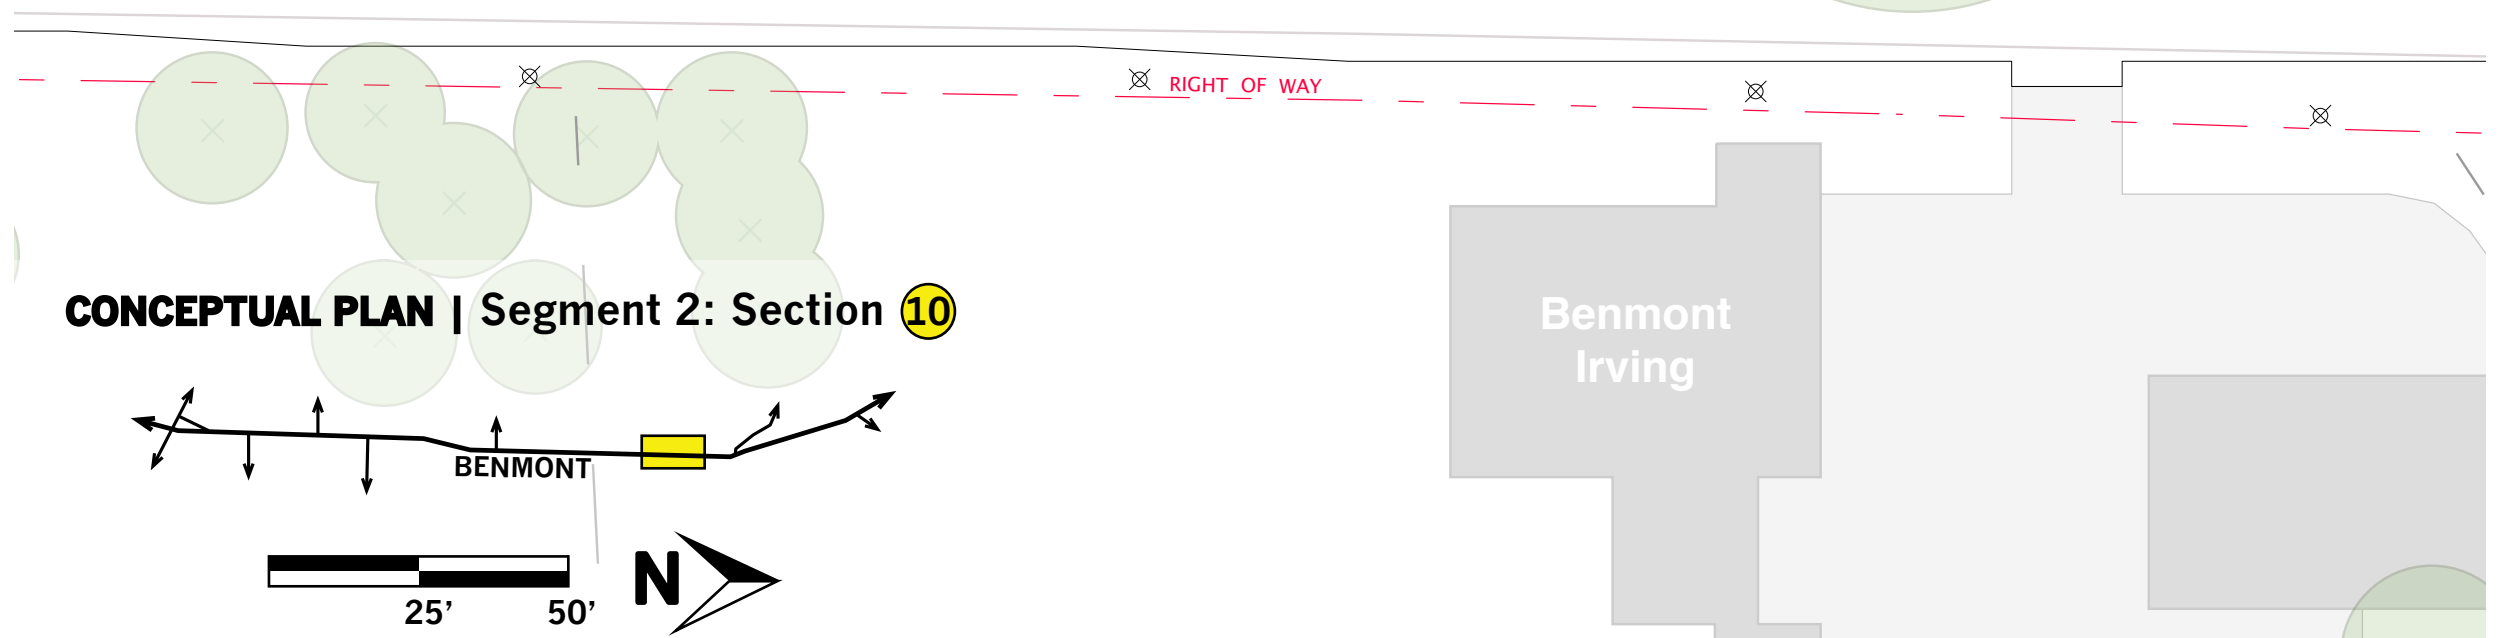 RIGHT OF WAY
CONCEPTUAL PLAN | Segment 2: Section 10
Benmont
Irving
BENMONT
N
25’ 50’